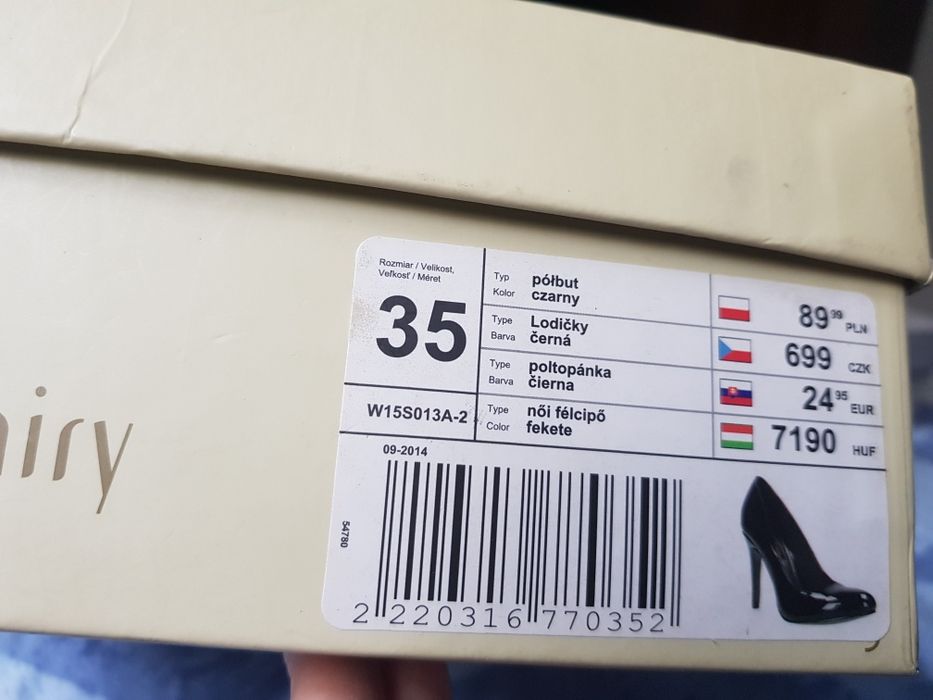 Rozmiar / Velikost,
Veľkosť / Méret
35
W15S013A-2
Typ półbut
Kolor czarny
89 99 PLN
Type Lodičky
Barva černá
699 CZK
Type poltopánka
Barva čierna
24 95 EUR
Type női félcipő
Color fekete
7190 HUF
09-2014
54780
2 220316 770352